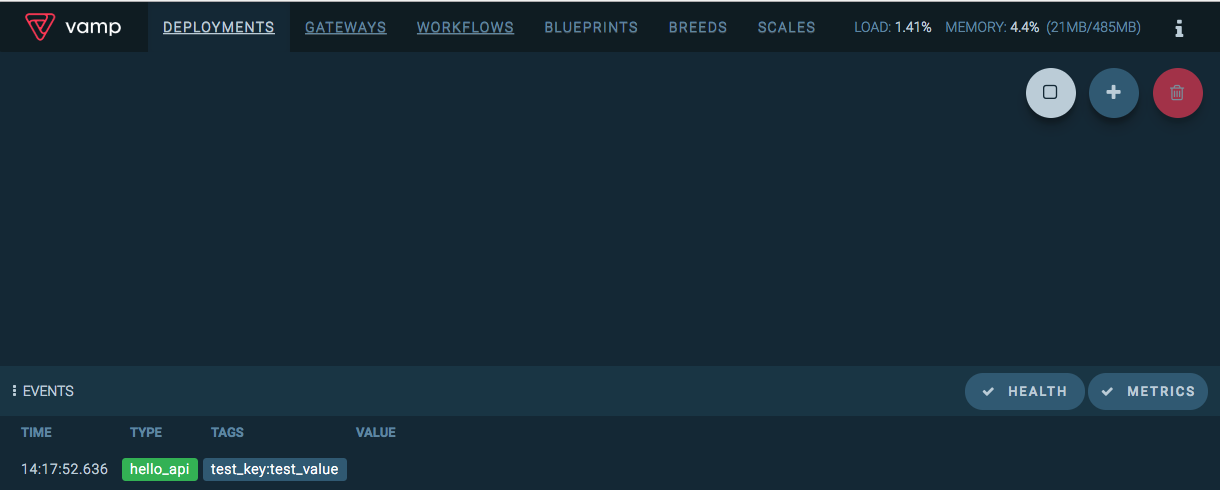 vamp DEPLOYMENTS GATEWAYS WORKFLOWS BLUEPRINTS BREEDS SCALES LOAD: 1.41% MEMORY: 4.4% (21MB/485MB)
EVENTS HEALTH METRICS
TIME TYPE TAGS VALUE
14:17:52.636 hello_api test_key:test_value